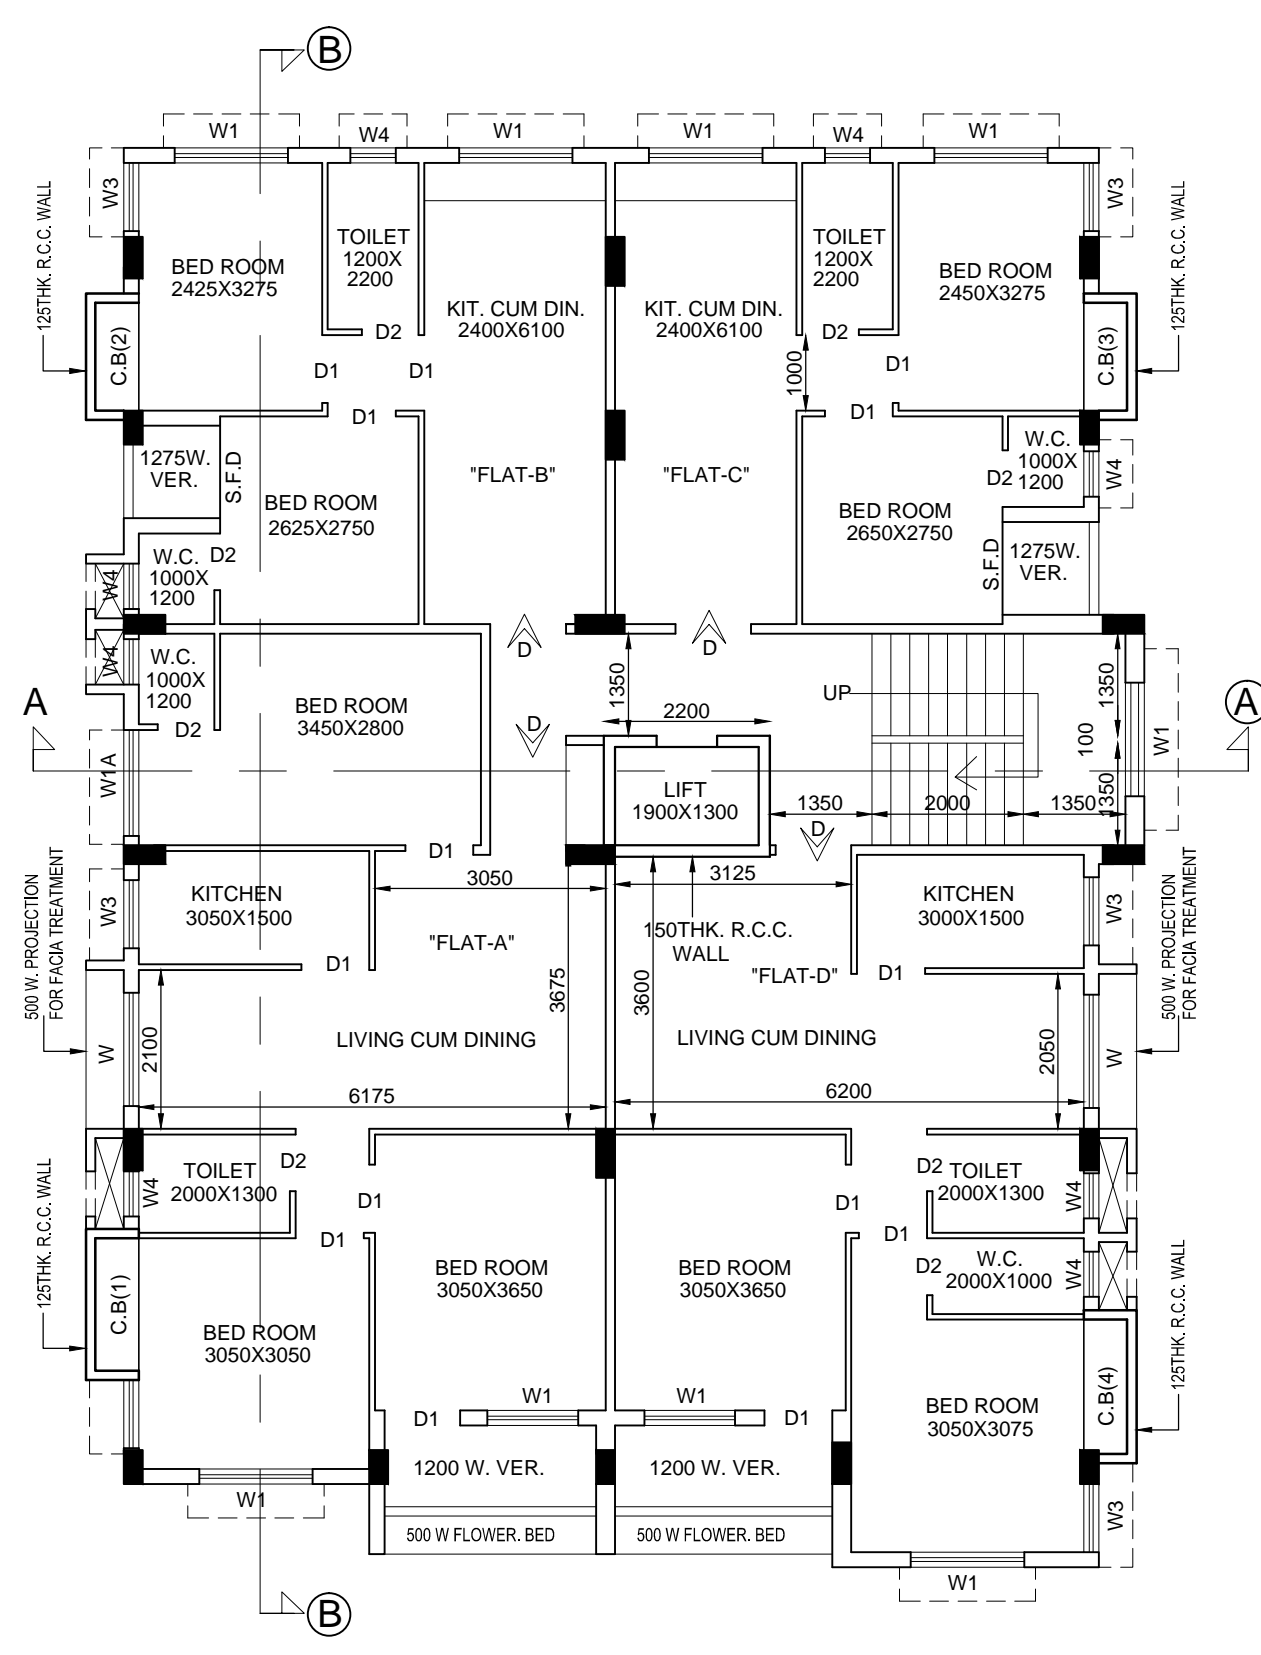 B
W1
W4
W1
W1
W4
W1
W3
W3
125THK. R.C.C. WALL
125THK. R.C.C. WALL
BED ROOM
2425X3275
TOILET
1200X
2200
KIT. CUM DIN.
2400X6100
KIT. CUM DIN.
2400X6100
TOILET
1200X
2200
BED ROOM
2450X3275
C.B(2)
C.B(3)
D2
D2
D1
D1
D1
1000
D1
D1
1275W.
VER.
S.F.D
BED ROOM
2625X2750
"FLAT-B"
"FLAT-C"
BED ROOM
2650X2750
W.C.
1000X
1200
D2
W4
S.F.D
1275W.
VER.
W.C.
1000X
1200
D2
W4
W4
W.C.
1000X
1200
D2
BED ROOM
3450X2800
D
D
D
1350
2200
UP
1350
100
1350
W1
A
A
W1A
LIFT
1900X1300
1350
2000
1350
D
D1
3050
3125
KITCHEN
3050X1500
KITCHEN
3000X1500
W3
W3
500 W. PROJECTION
FOR FACIA TREATMENT
500 W. PROJECTION
FOR FACIA TREATMENT
"FLAT-A"
150THK. R.C.C.
WALL
"FLAT-D"
D1
D1
3675
3600
2100
2050
LIVING CUM DINING
LIVING CUM DINING
W
W
6175
6200
TOILET
2000X1300
D2
W4
D1
D1
D1
D1
D2
TOILET
2000X1300
W4
125THK. R.C.C. WALL
125THK. R.C.C. WALL
BED ROOM
3050X3650
BED ROOM
3050X3650
D2
W.C.
2000X1000
W4
C.B(1)
BED ROOM
3050X3050
BED ROOM
3050X3075
C.B(4)
D1
W1
W1
D1
1200 W. VER.
1200 W. VER.
W1
500 W FLOWER. BED
500 W FLOWER. BED
W3
W1
B